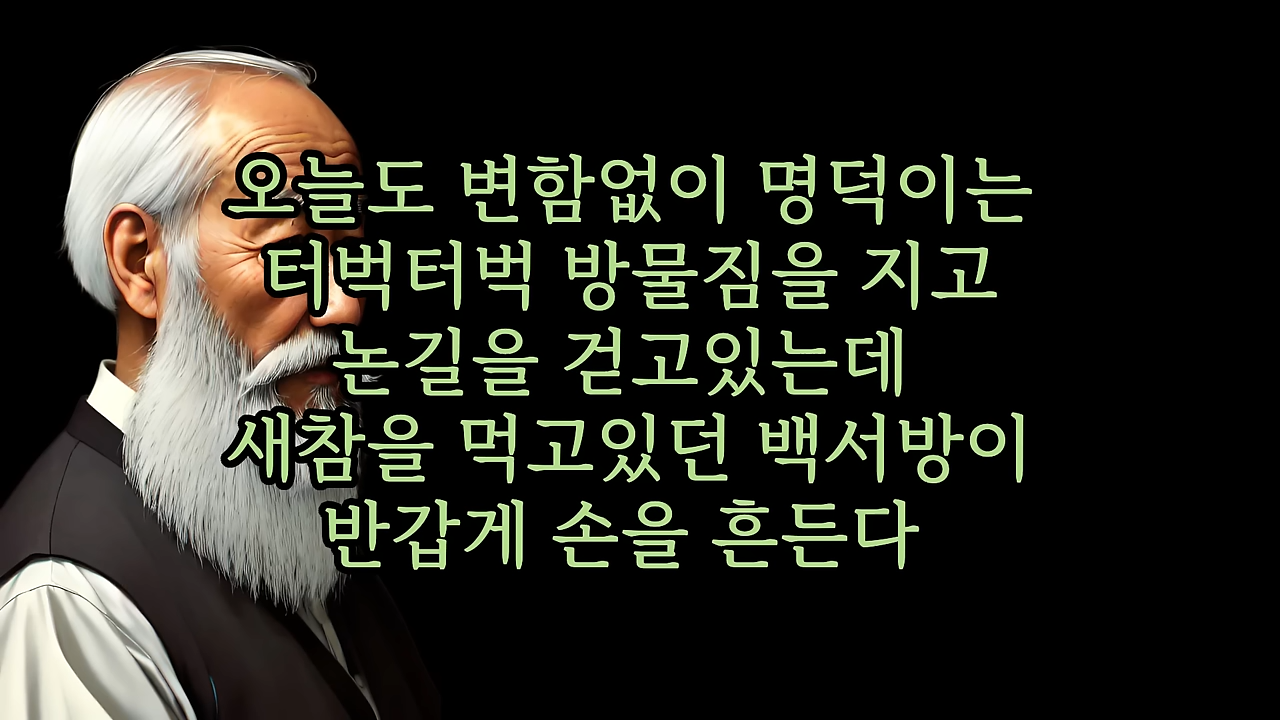 오늘도 변함없이 명덕이는
터벅터벅 방물짐을 지고
논길을 걷고있는데
새참을 먹고있던 백서방이
반갑게 손을 흔든다